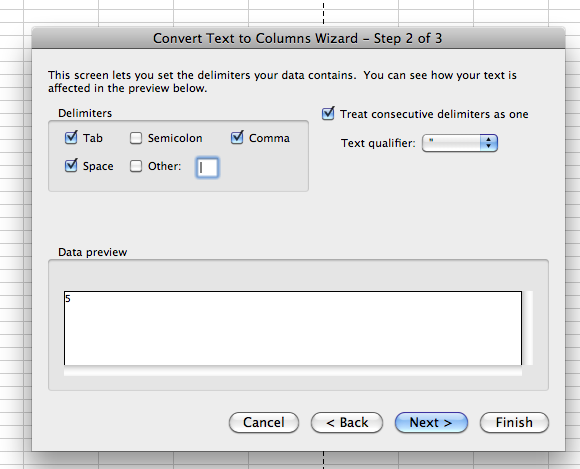 Convert Text to Columns Wizard – Step 2 of 3
This screen lets you set the delimiters your data contains.  You can see how your text is
affected in the preview below.
Delimiters
Tab
Semicolon
Comma
Space
Other:
Treat consecutive delimiters as one
Text qualifier: "
Data preview
5
Cancel
< Back
Next >
Finish